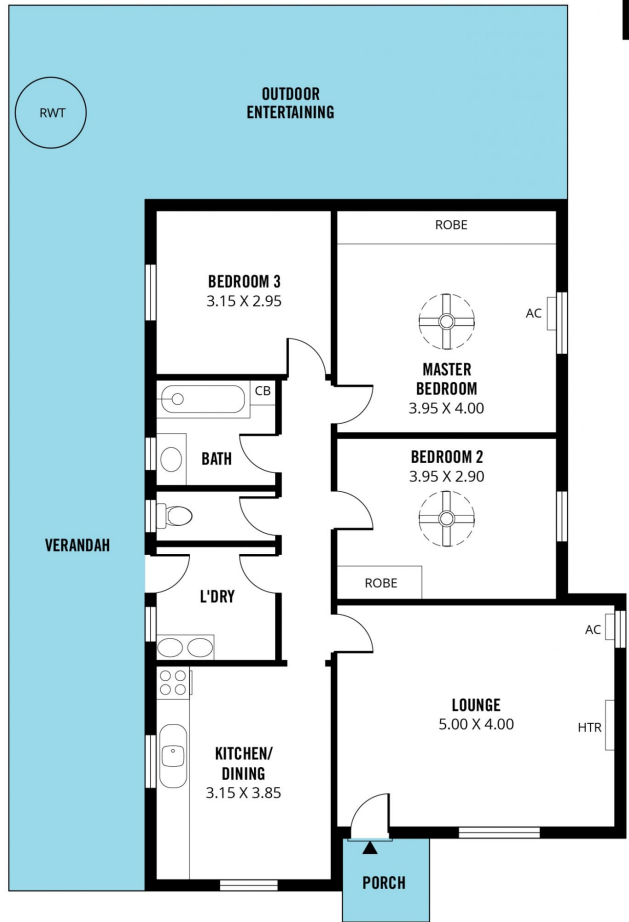 OUTDOOR
ENTERTAINING
RWT
ROBE
BEDROOM 3
3.15 X 2.95
AC
MASTER
BEDROOM
3.95 X 4.00
CB
BATH
BEDROOM 2
3.95 X 2.90
VERANDAH
ROBE
L'DRY
AC
LOUNGE
5.00 X 4.00
HTR
KITCHEN/
DINING
3.15 X 3.85
PORCH